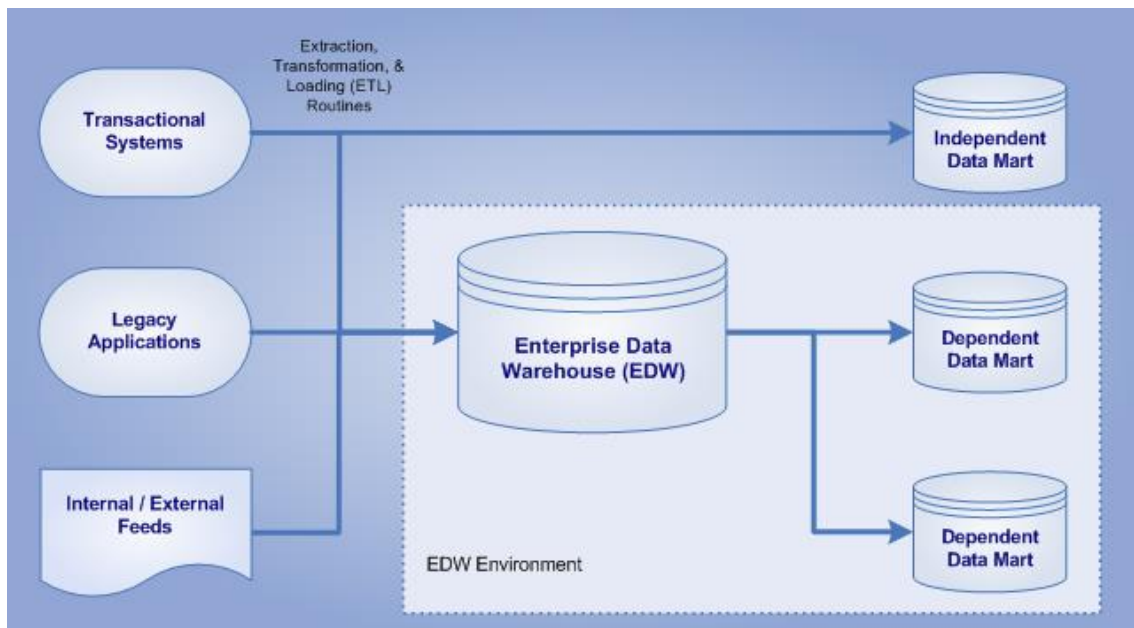 Extraction,
Transformation, &
Loading (ETL)
Routines
Transactional
Systems
Independent
Data Mart
Legacy
Applications
Enterprise Data
Warehouse (EDW)
Dependent
Data Mart
Internal / External
Feeds
Dependent
Data Mart
EDW Environment